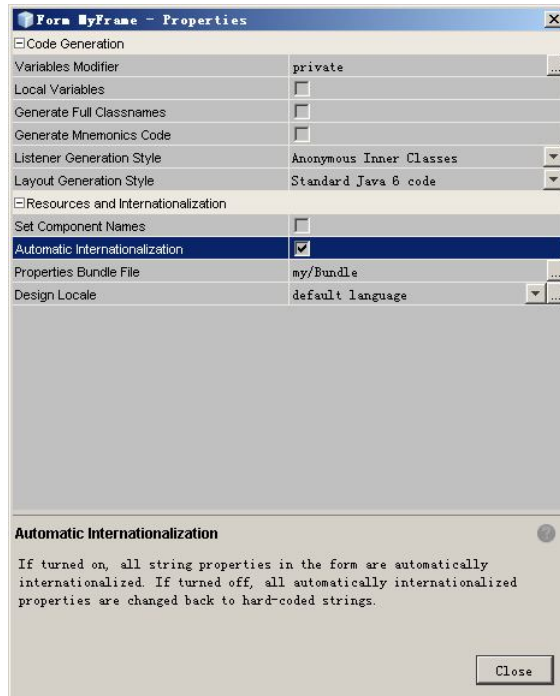 Form MyFrame - Properties
Code Generation
Variables Modifier private ...
Local Variables
Generate Full Classnames
Generate Mnemonics Code
Listener Generation Style Anonymous Inner Classes
Layout Generation Style Standard Java 6 code
Resources and Internationalization
Set Component Names
Automatic Internationalization
Properties Bundle File my/Bundle ...
Design Locale default language ...
Automatic Internationalization
If turned on, all string properties in the form are automatically
internationalized. If turned off, all automatically internationalized
properties are changed back to hard-coded strings.
Close